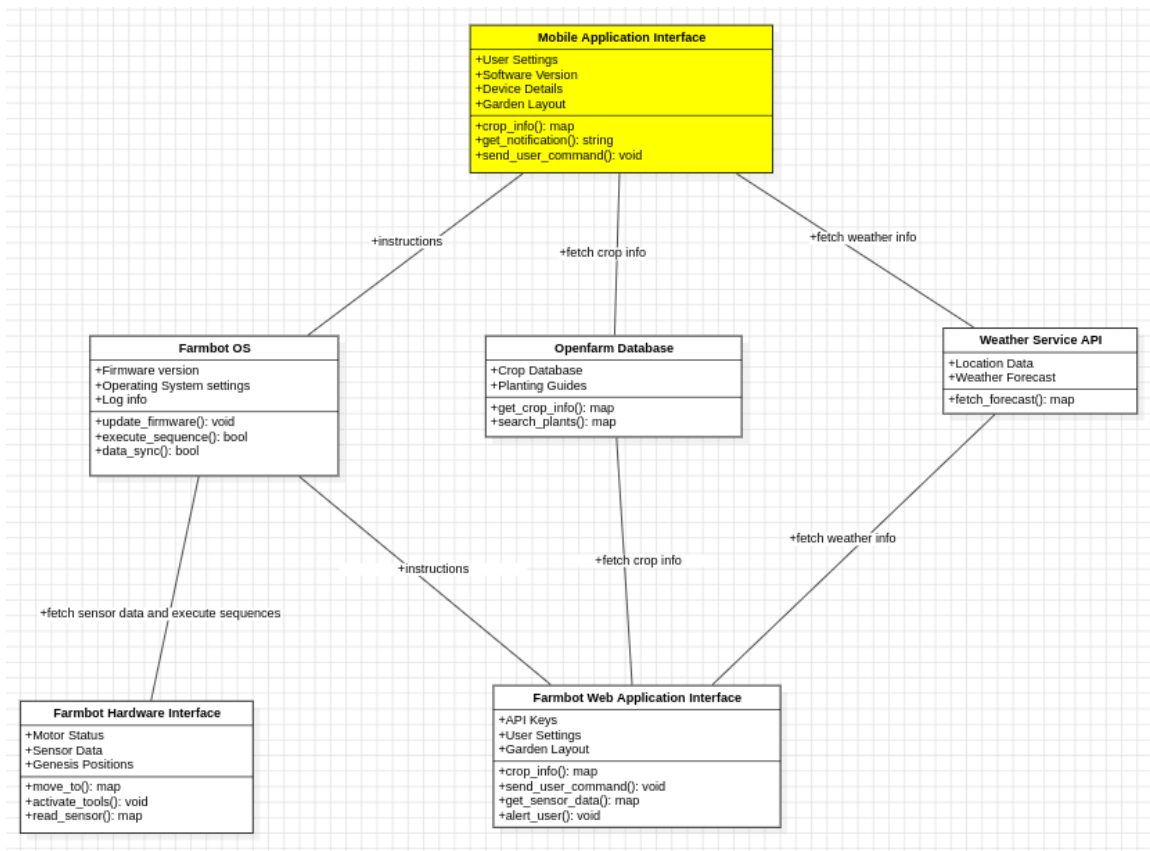 Mobile Application Interface
+User Settings
+Software Version
+Device Details
+Garden Layout
+crop_info(): map
+get_notification(): string
+send_user_command(): void
+instructions
+fetch crop info
+fetch weather info
Farmbot OS
+Firmware version
+Operating System settings
+Log info
+update_firmware(): void
+execute_sequence(): bool
+data_sync(): bool
Openfarm Database
+Crop Database
+Planting Guides
+get_crop_info(): map
+search_plants(): map
Weather Service API
+Location Data
+Weather Forecast
+fetch_forecast(): map
+fetch sensor data and execute sequences
+instructions
+fetch crop info
+fetch weather info
Farmbot Hardware Interface
+Motor Status
+Sensor Data
+Genesis Positions
+move_to(): map
+activate_tools(): void
+read_sensor(): map
Farmbot Web Application Interface
+API Keys
+User Settings
+Garden Layout
+crop_info(): map
+send_user_command(): void
+get_sensor_data(): map
+alert_user(): void